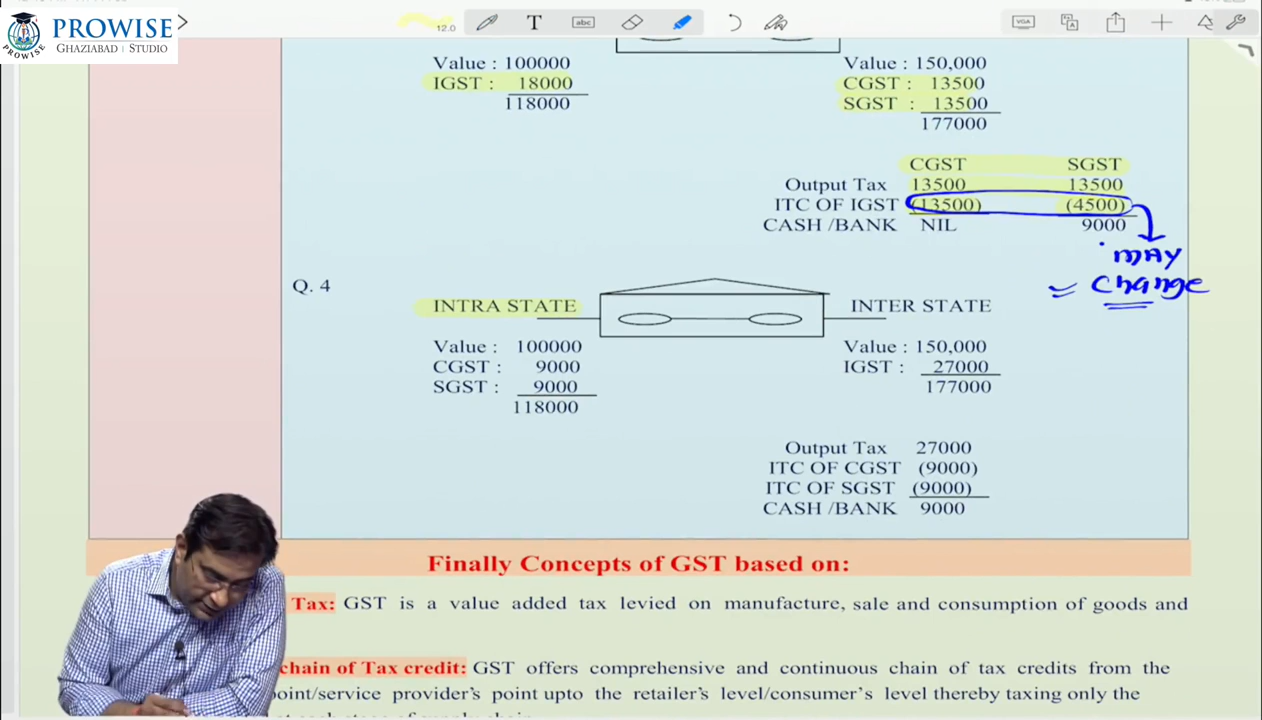 PROWISE
GHAZIABAD | STUDIO
PROWISE
12.0
T
abc
VGA
Value : 100000
IGST : 18000
118000
Value : 150,000
CGST : 13500
SGST : 13500
177000
CGST SGST
Output Tax 13500 13500
ITC OF IGST (13500) (4500)
CASH /BANK NIL 9000
MAY
Change
Q. 4
INTRA STATE
INTER STATE
Value : 100000
CGST : 9000
SGST : 9000
118000
Value : 150,000
IGST : 27000
177000
Output Tax 27000
ITC OF CGST (9000)
ITC OF SGST (9000)
CASH /BANK 9000
Finally Concepts of GST based on:
Tax: GST is a value added tax levied on manufacture, sale and consumption of goods and
chain of Tax credit: GST offers comprehensive and continuous chain of tax credits from the
point/service provider's point upto the retailer's level/consumer's level thereby taxing only the